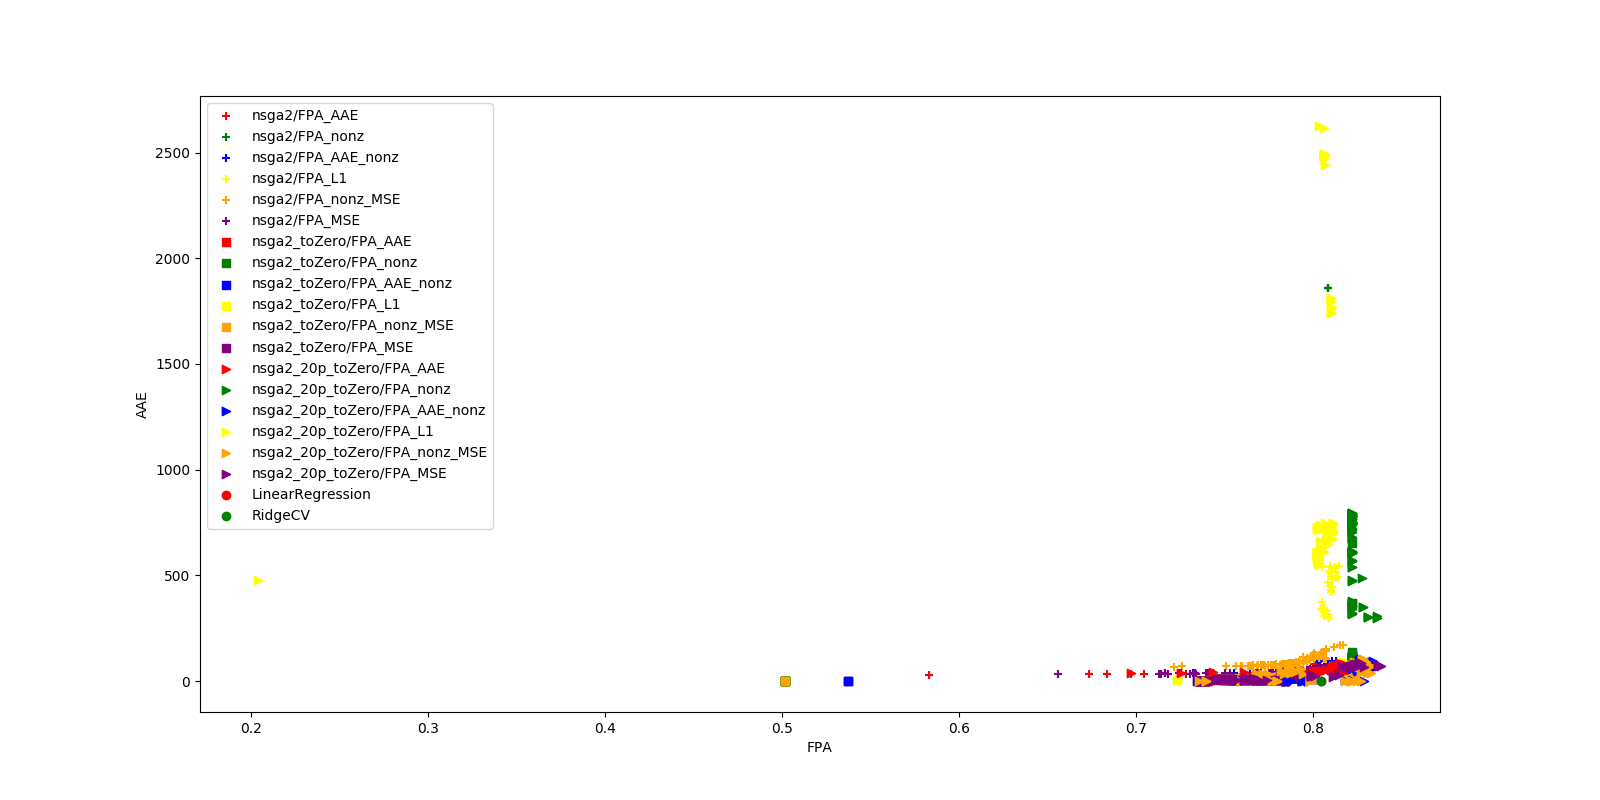 nsga2/FPA_AAE
nsga2/FPA_nonz
nsga2/FPA_AAE_nonz
nsga2/FPA_L1
nsga2/FPA_nonz_MSE
nsga2/FPA_MSE
nsga2_toZero/FPA_AAE
nsga2_toZero/FPA_nonz
nsga2_toZero/FPA_AAE_nonz
nsga2_toZero/FPA_L1
nsga2_toZero/FPA_nonz_MSE
nsga2_toZero/FPA_MSE
nsga2_20p_toZero/FPA_AAE
nsga2_20p_toZero/FPA_nonz
nsga2_20p_toZero/FPA_AAE_nonz
nsga2_20p_toZero/FPA_L1
nsga2_20p_toZero/FPA_nonz_MSE
nsga2_20p_toZero/FPA_MSE
LinearRegression
RidgeCV
2500
2000
1500
1000
500
0
AAE
0.2 0.3 0.4 0.5 0.6 0.7 0.8
FPA